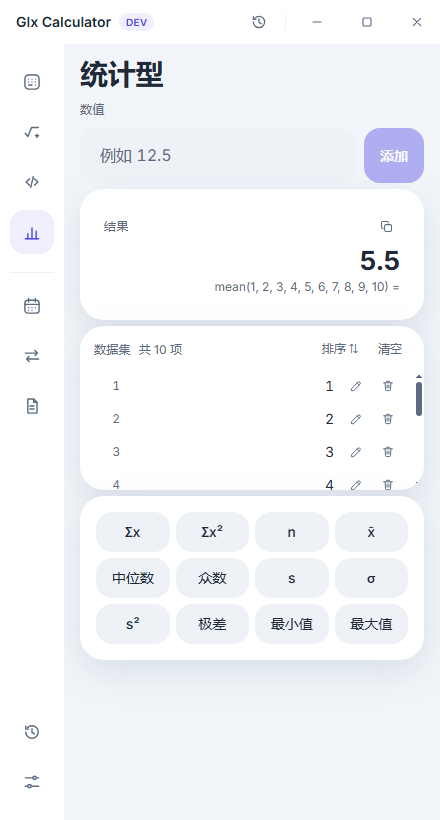 Glx Calculator DEV
统计型
数值
例如 12.5 添加
结果
5.5
mean(1, 2, 3, 4, 5, 6, 7, 8, 9, 10) =
数据集 共 10 项 排序 清空
1 1
2 2
3 3
4 4
Σx Σx² n x̄
中位数 众数 s σ
s² 极差 最小值 最大值